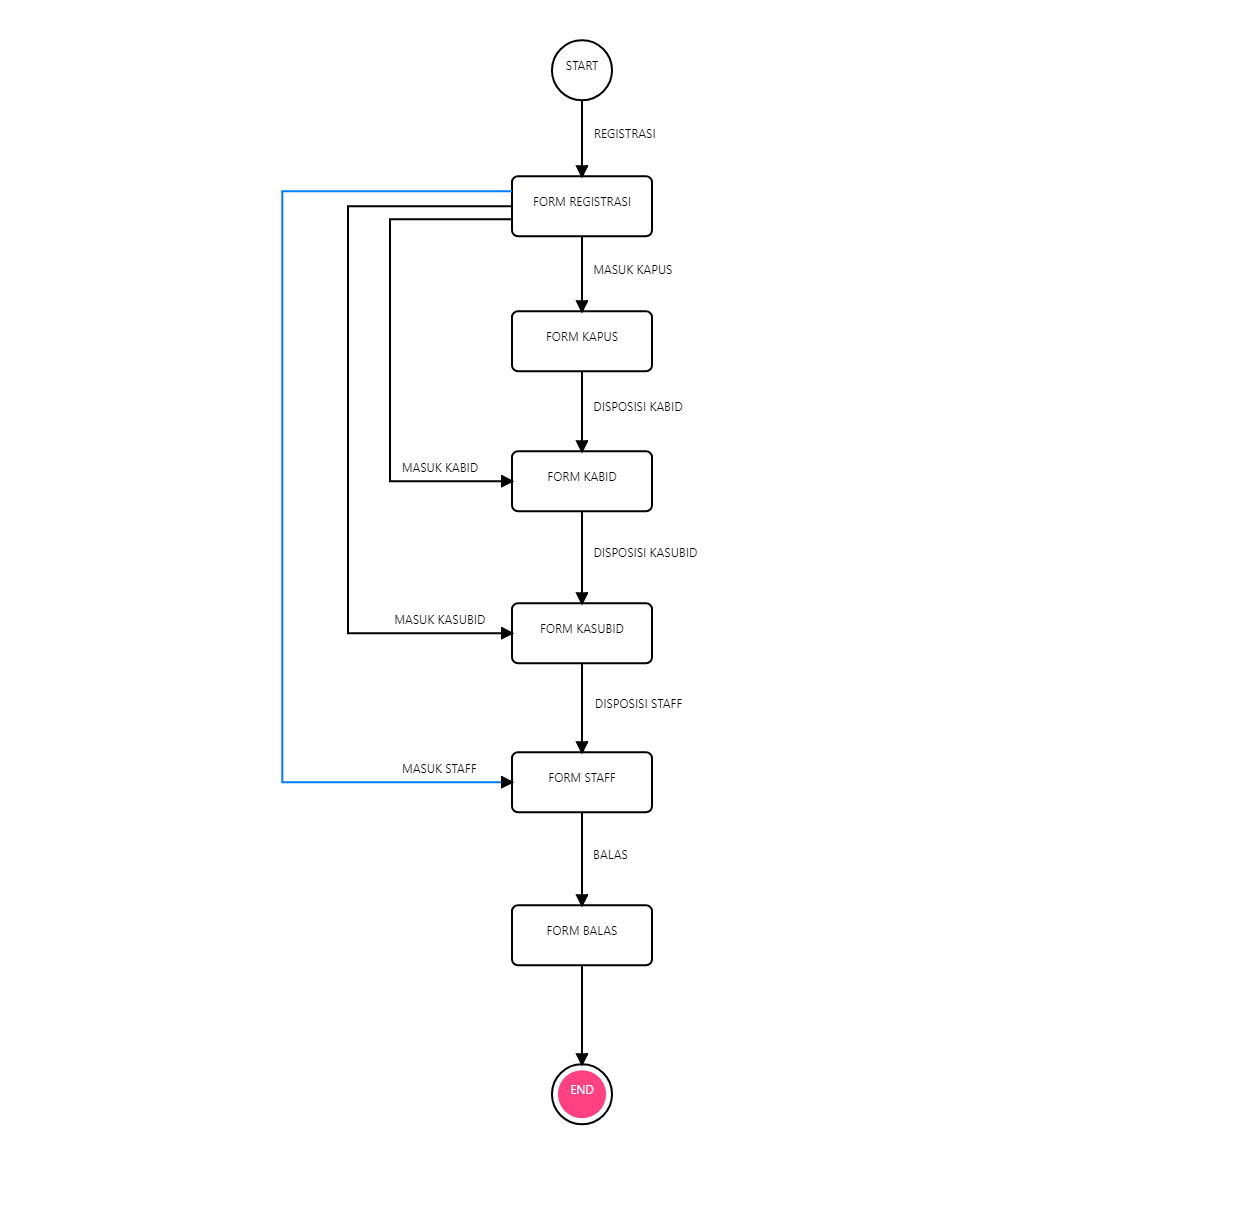 START
REGISTRASI
FORM REGISTRASI
MASUK KAPUS
FORM KAPUS
DISPOSISI KABID
MASUK KABID
FORM KABID
DISPOSISI KASUBID
MASUK KASUBID
FORM KASUBID
DISPOSISI STAFF
MASUK STAFF
FORM STAFF
BALAS
FORM BALAS
END